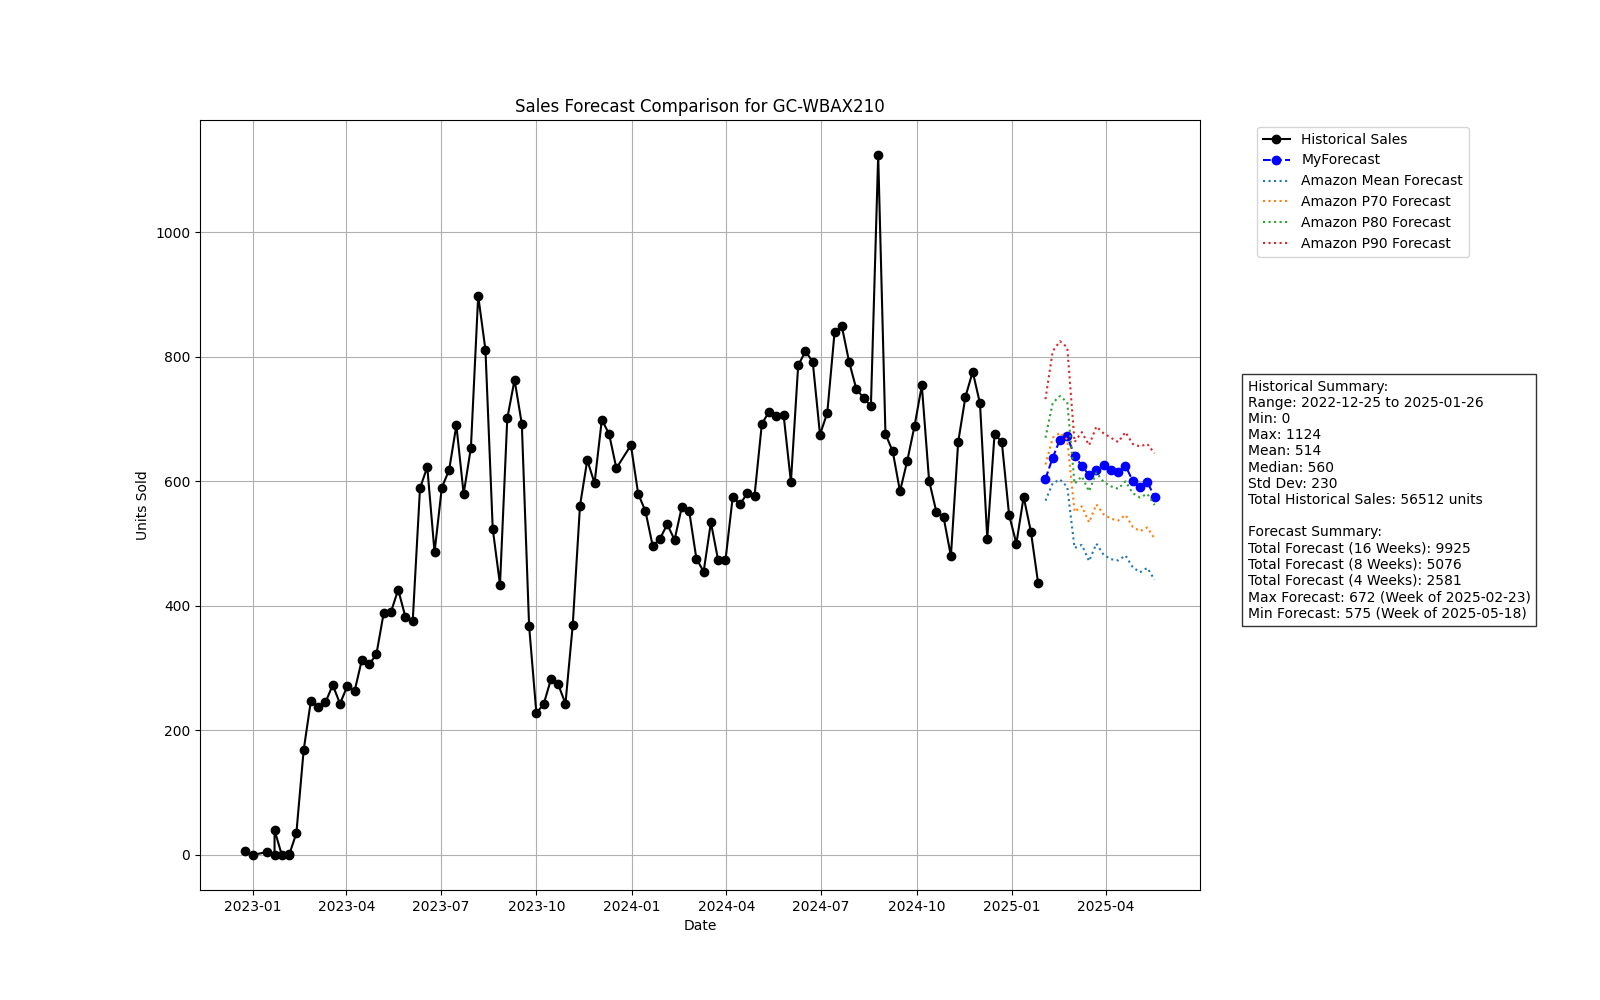 Sales Forecast Comparison for GC-WBAX210
Historical Sales
MyForecast
Amazon Mean Forecast
Amazon P70 Forecast
Amazon P80 Forecast
Amazon P90 Forecast
1000
800
600
400
200
0
Units Sold
2023-01
2023-04
2023-07
2023-10
2024-01
2024-04
2024-07
2024-10
2025-01
2025-04
Date
Historical Summary:
Range: 2022-12-25 to 2025-01-26
Min: 0
Max: 1124
Mean: 514
Median: 560
Std Dev: 230
Total Historical Sales: 56512 units
Forecast Summary:
Total Forecast (16 Weeks): 9925
Total Forecast (8 Weeks): 5076
Total Forecast (4 Weeks): 2581
Max Forecast: 672 (Week of 2025-02-23)
Min Forecast: 575 (Week of 2025-05-18)